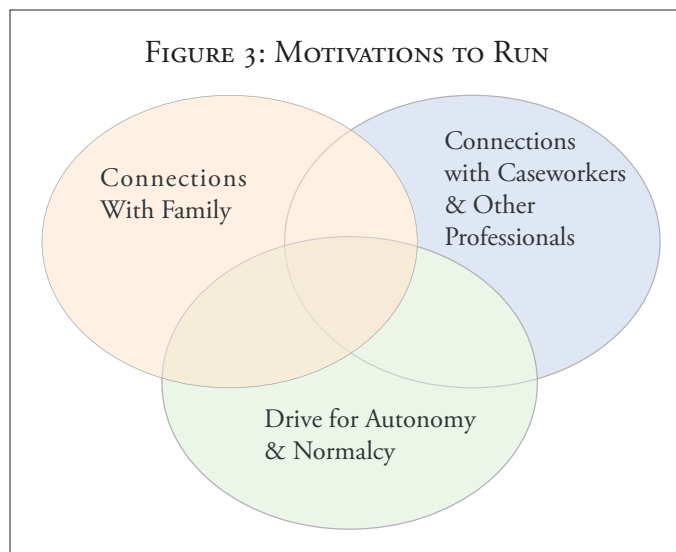 Figure 3: Motivations to Run
Connections
With Family
Connections
with Caseworkers
& Other
Professionals
Drive for Autonomy
& Normalcy